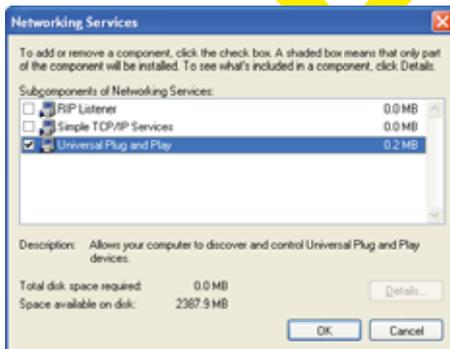 Networking Services
To add or remove a component, click the check box. A shaded box means that only part
of the component will be installed. To see what's included in a component, click Details.
Subcomponents of Networking Services:
RIP Listener 0.0 MB
Simple TCP/IP Services 0.0 MB
Universal Plug and Play 0.2 MB
Description: Allows your computer to discover and control Universal Plug and Play
devices.
Total disk space required: 0.0 MB
Details...
Space available on disk: 2387.9 MB
OK Cancel